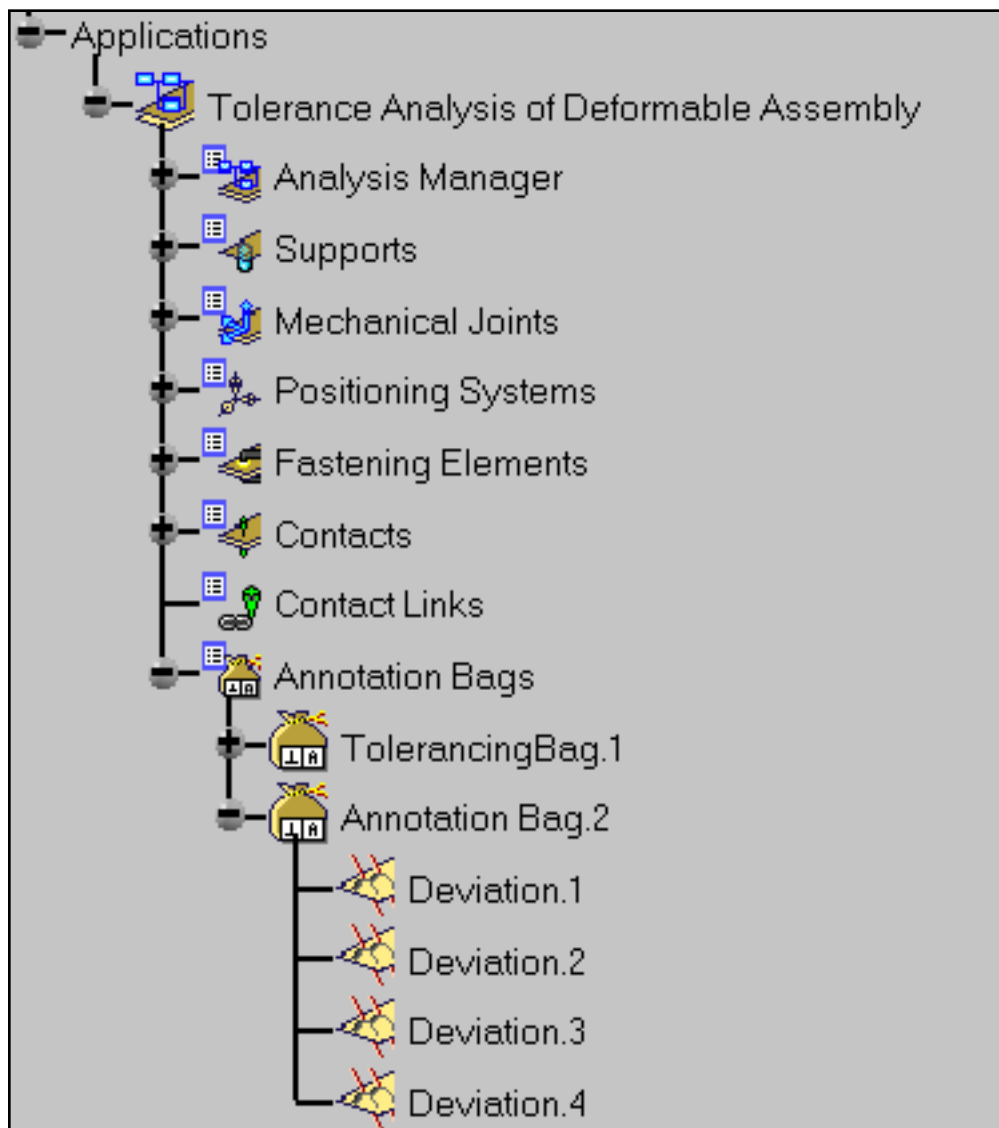 Applications
Tolerance Analysis of Deformable Assembly
Analysis Manager
Supports
Mechanical Joints
Positioning Systems
Fastening Elements
Contacts
Contact Links
Annotation Bags
TolerancingBag.1
Annotation Bag.2
Deviation.1
Deviation.2
Deviation.3
Deviation.4